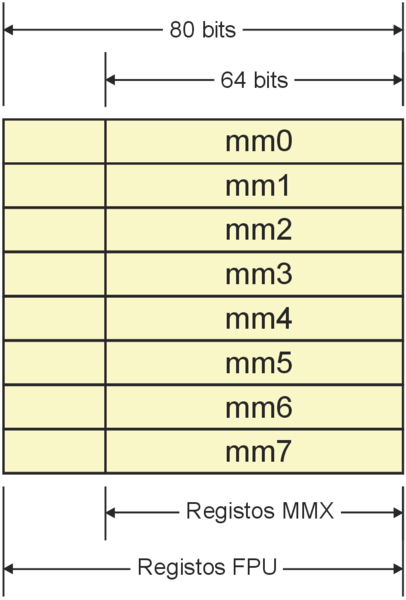 80 bits
64 bits
mm0
mm1
mm2
mm3
mm4
mm5
mm6
mm7
Registos MMX
Registos FPU